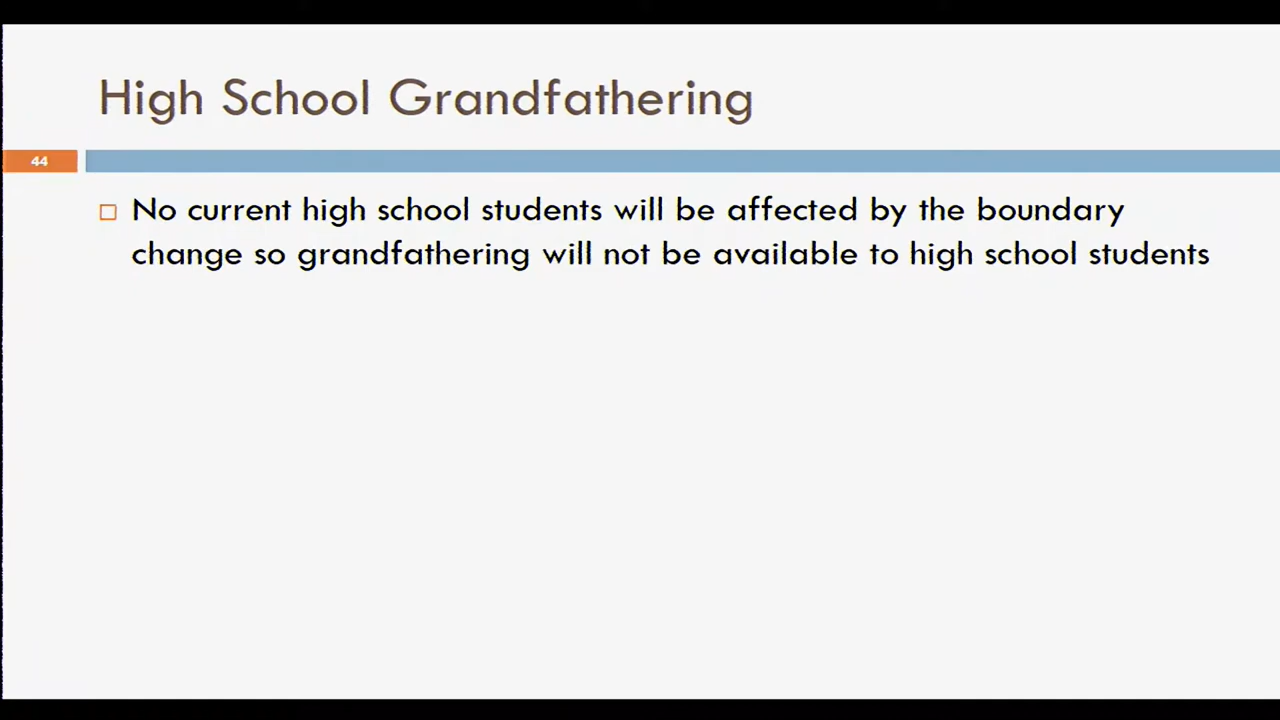 High School Grandfathering
44
No current high school students will be affected by the boundary
change so grandfathering will not be available to high school students